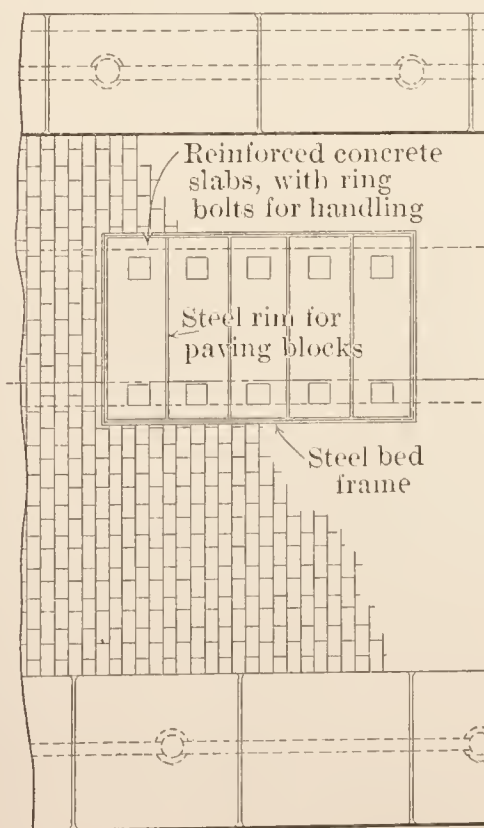 Reinforced concrete
slabs, with ring
bolts for handling
Steel rim for
paving blocks
Steel bed
frame